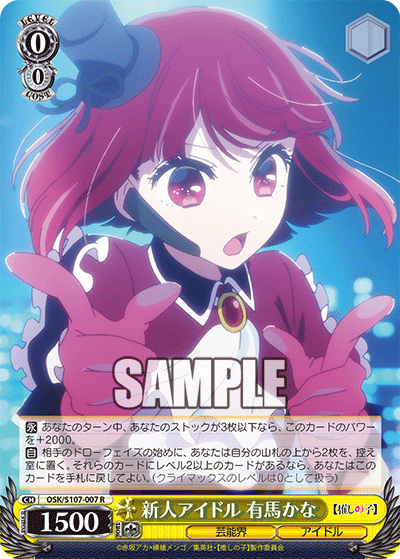 LEVEL
0
0
COST
SAMPLE
永 あなたのターン中、あなたのストックが3枚以下なら、このカードのパワー
を+2000。
自 相手のドローフェイズの始めに、あなたは自分の山札の上から2枚を、控え
室に置く。それらのカードにレベル2以上のカードがあるなら、あなたはこの
カードを手札に戻してよい。(クライマックスのレベルは0として扱う)
CH OSK/S107-007 R
新人アイドル 有馬かな
【推しの子】
1500
芸能界
アイドル
©赤坂アカ×横槍メンゴ/集英社・【推しの子】製作委員会